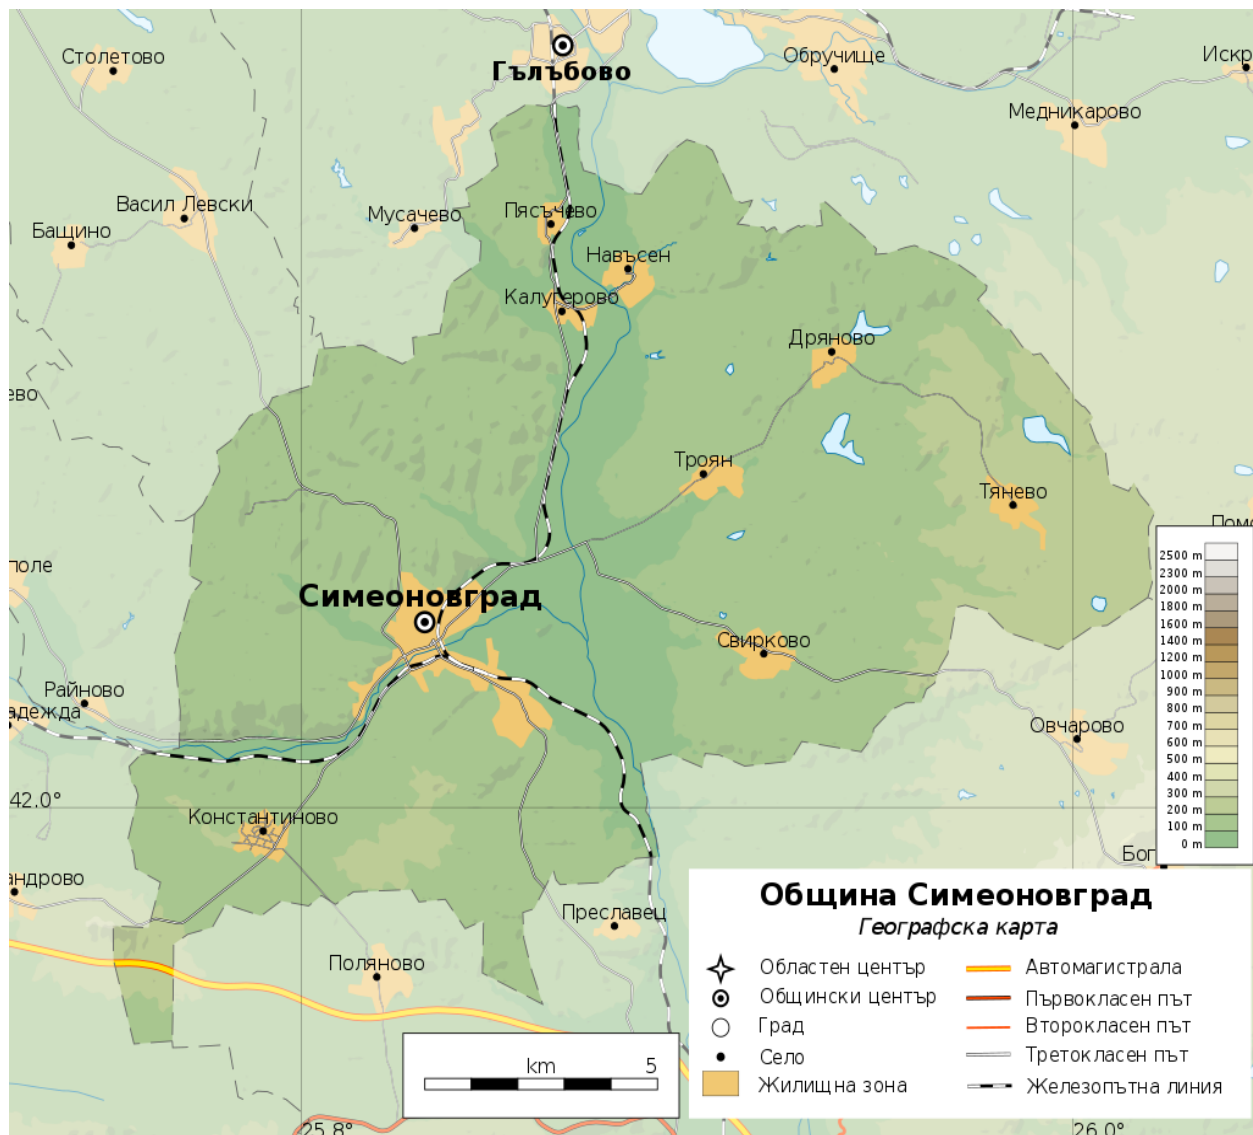 Столетово
Гълъбово
Обручище
Искр
Медникарово
Васил Левски
Бащино
Мусачево
Пясъчево
Навъсен
Калугерово
Дряново
ево
Троян
Тянево
Помо
поле
Симеоновград
Свирково
Райново
адежда
Овчарово
42.0°
Константиново
Бог
андрово
Преславец
Поляново
25.8°
26.0°
2500 m
2300 m
2000 m
1800 m
1600 m
1400 m
1200 m
1000 m
900 m
800 m
700 m
600 m
500 m
400 m
300 m
200 m
100 m
0 m
km 5
Община Симеоновград
Географска карта
Областен център
Общински център
Град
Село
Жилищна зона
Автомагистрала
Първокласен път
Второкласен път
Третокласен път
Железопътна линия